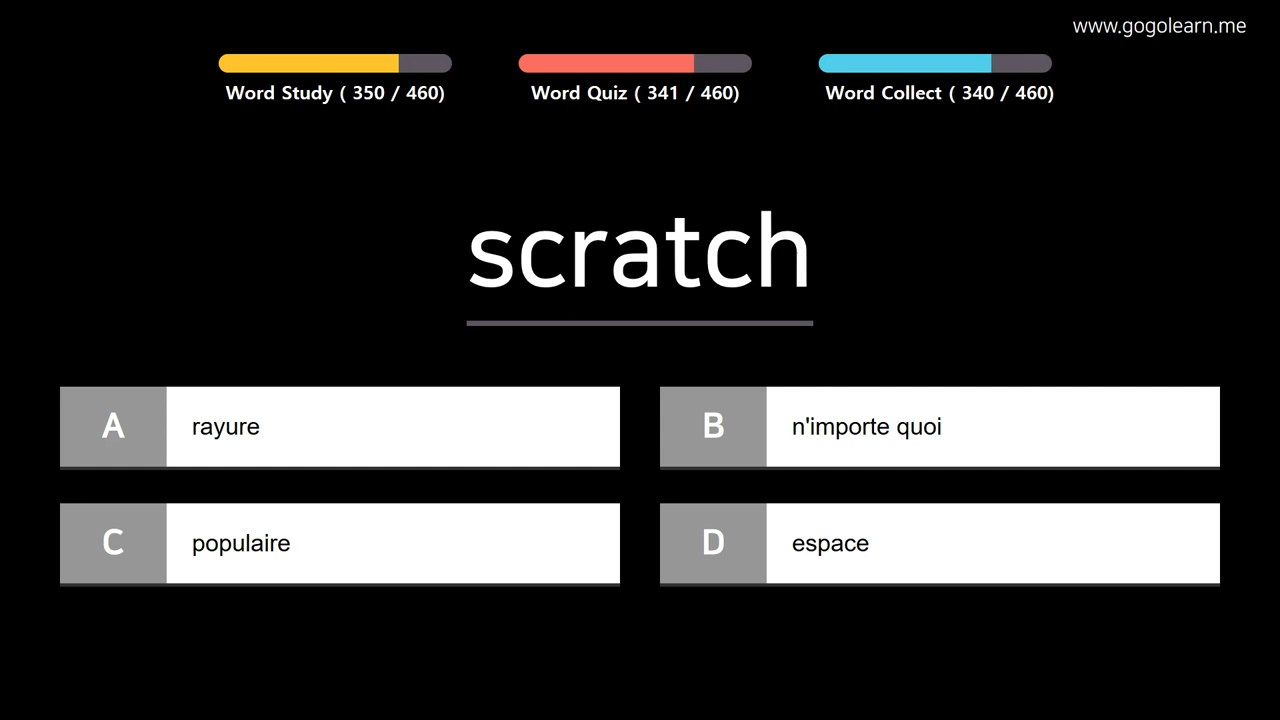 www.gogolearn.me
Word Study ( 350 / 460)
Word Quiz ( 341 / 460)
Word Collect ( 340 / 460)
scratch
A rayure
B n'importe quoi
C populaire
D espace